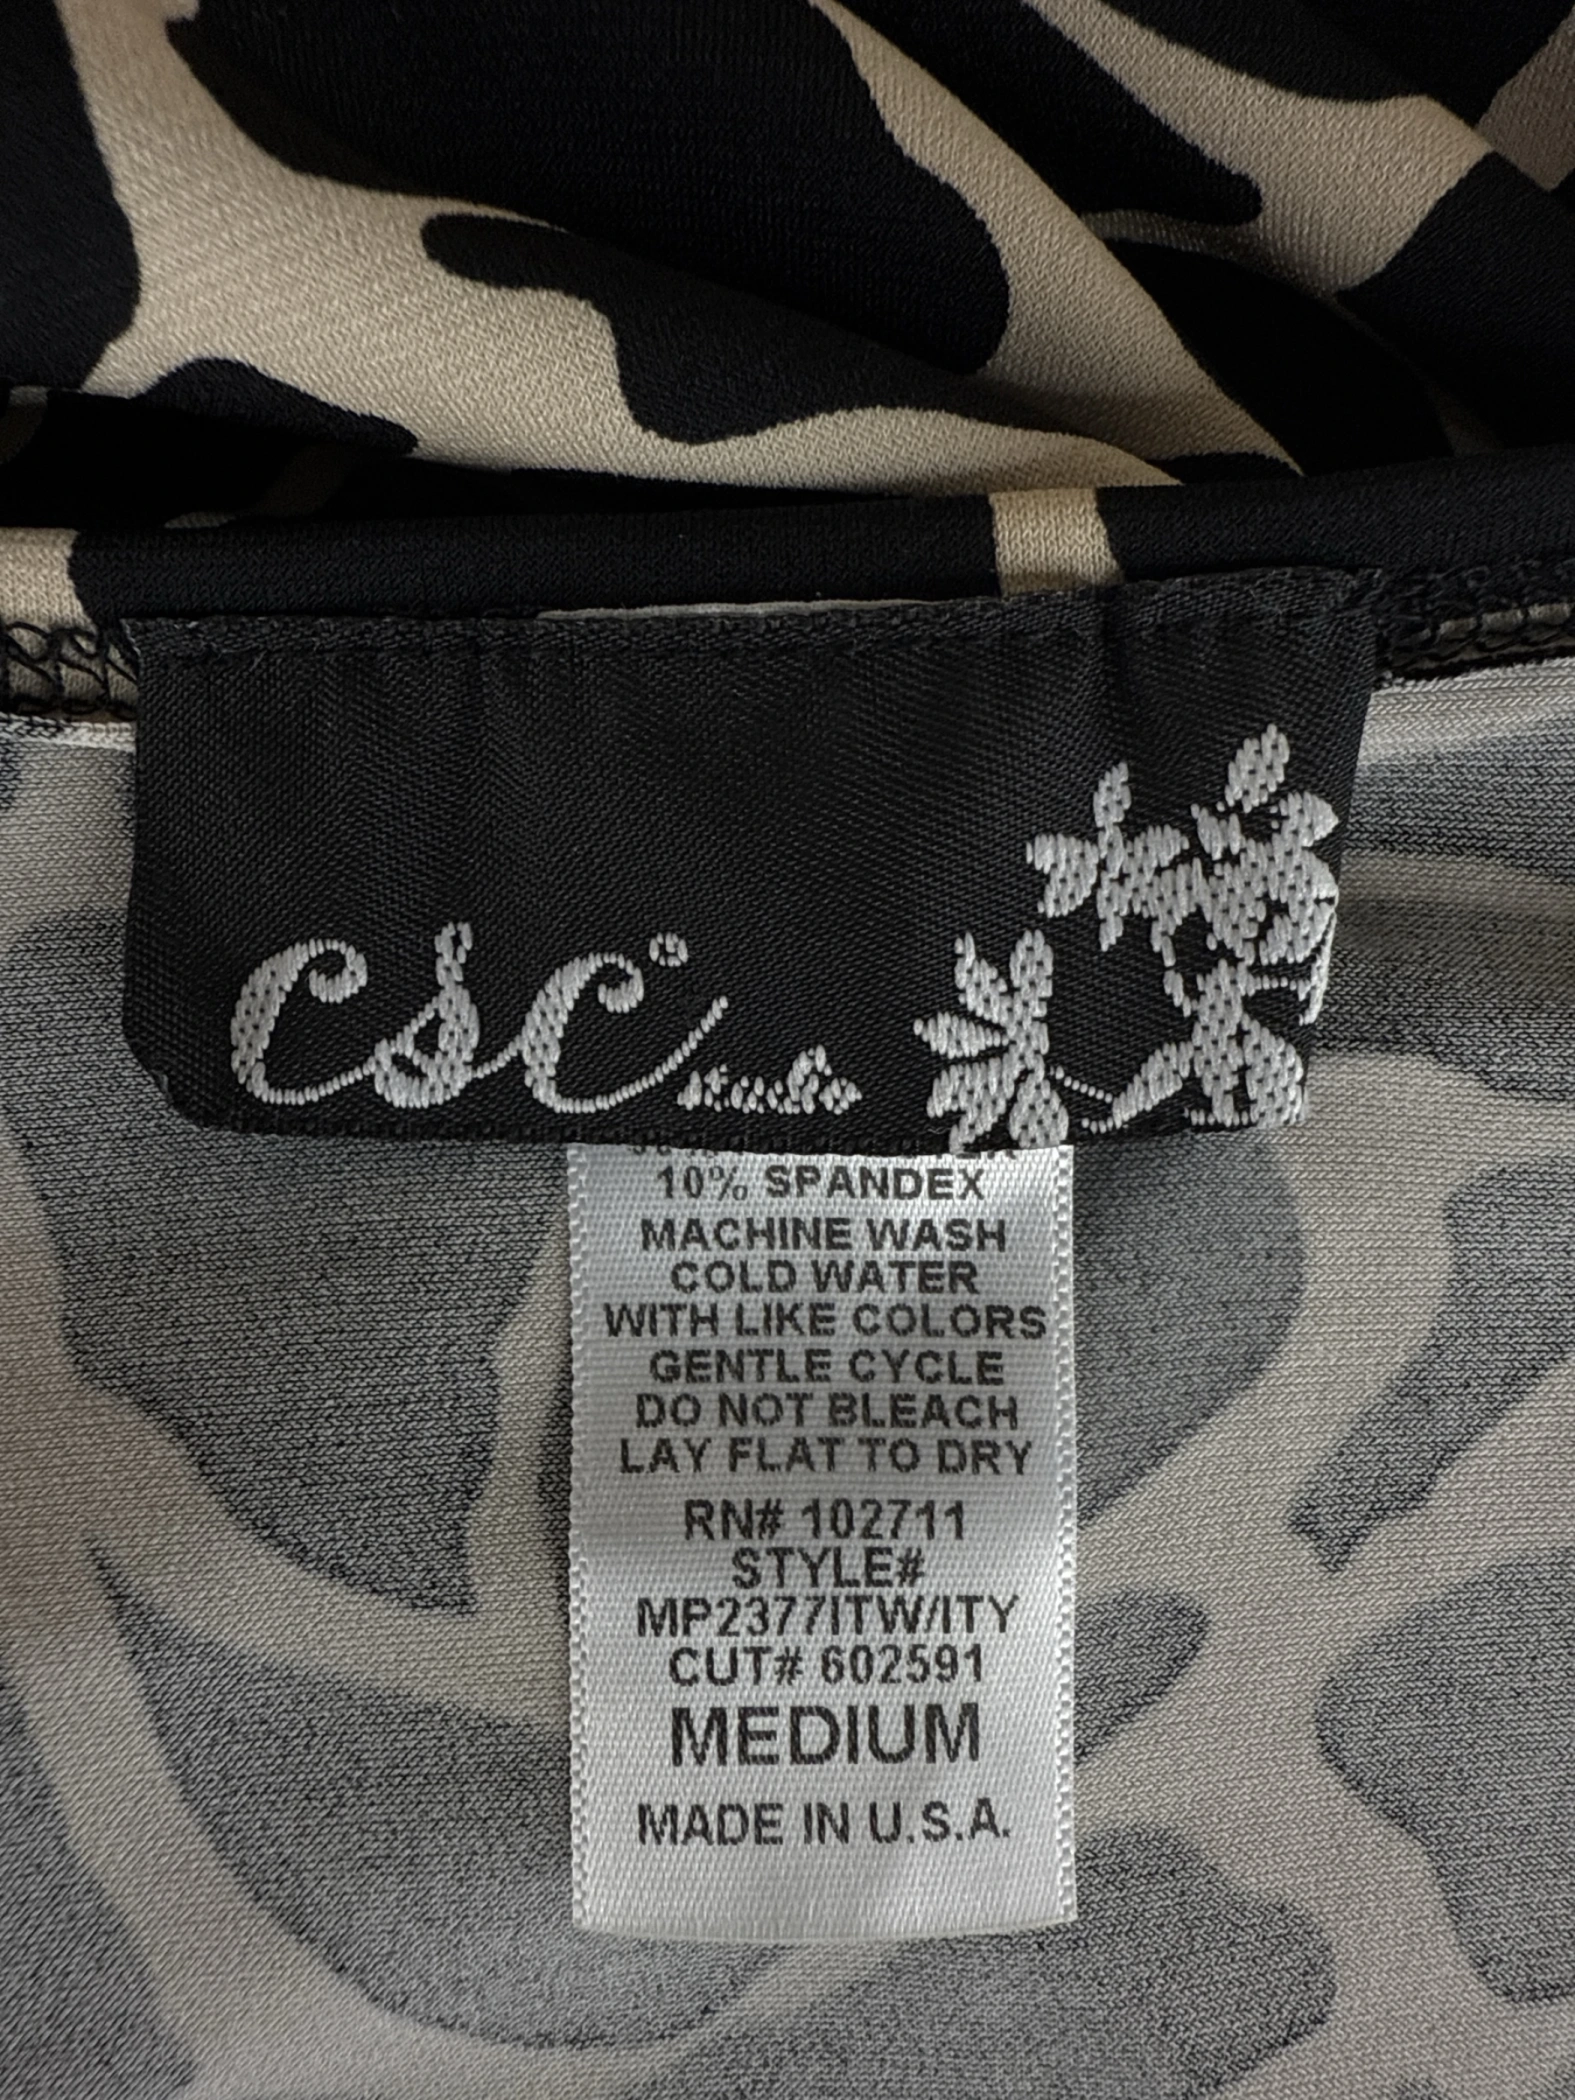 CSC® Studio
10% SPANDEX
MACHINE WASH
COLD WATER
WITH LIKE COLORS
GENTLE CYCLE
DO NOT BLEACH
LAY FLAT TO DRY
RN# 102711
STYLE#
MP2377ITW/ITY
CUT# 602591
MEDIUM
MADE IN U.S.A.